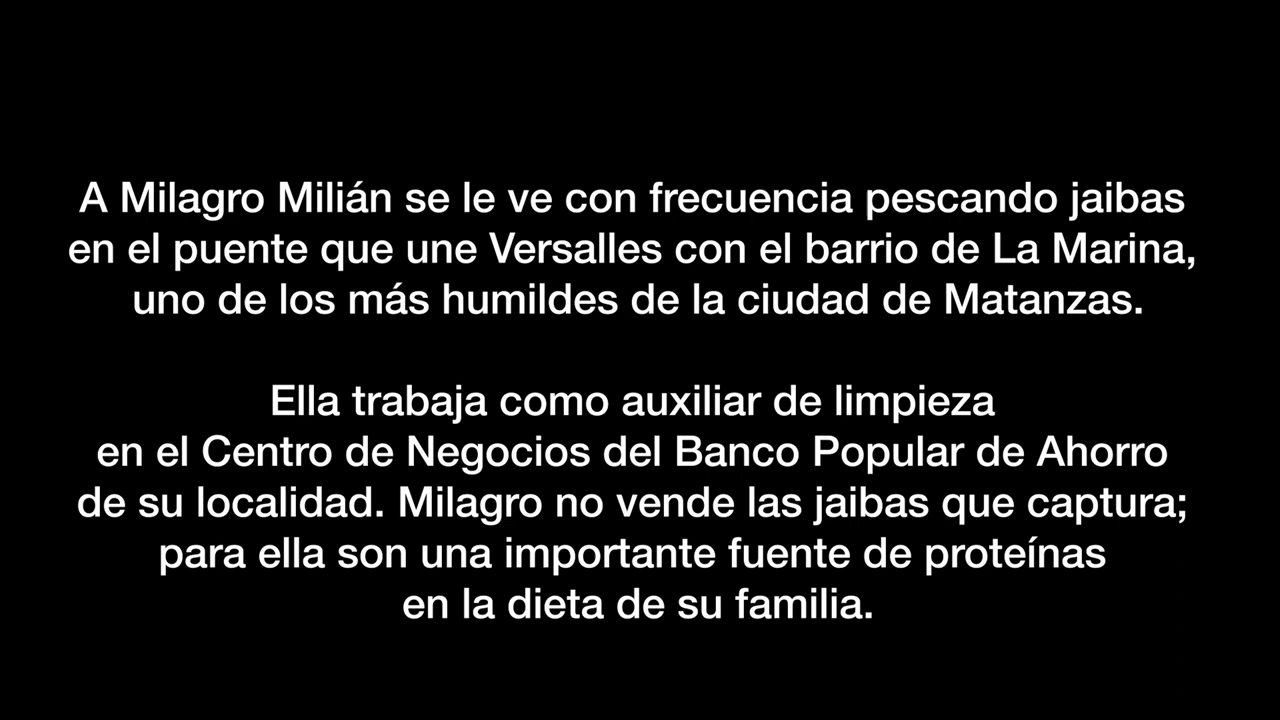 A Milagro Milián se le ve con frecuencia pescando jaibas
en el puente que une Versalles con el barrio de La Marina,
uno de los más humildes de la ciudad de Matanzas.
Ella trabaja como auxiliar de limpieza
en el Centro de Negocios del Banco Popular de Ahorro
de su localidad. Milagro no vende las jaibas que captura;
para ella son una importante fuente de proteínas
en la dieta de su familia.